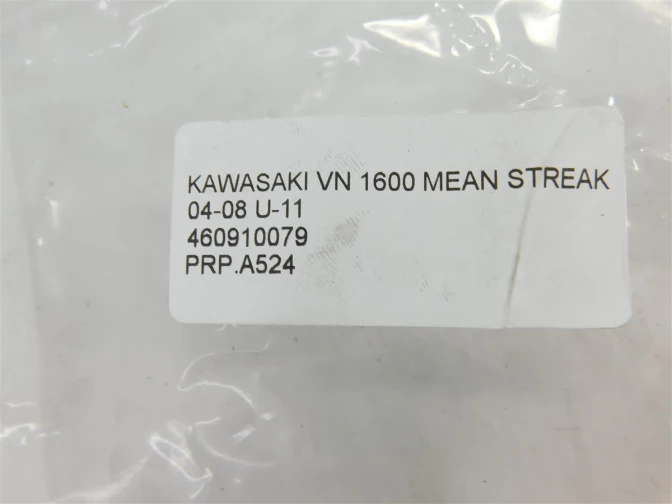 KAWASAKI VN 1600 MEAN STREAK
04-08 U-11
460910079
PRP.A524